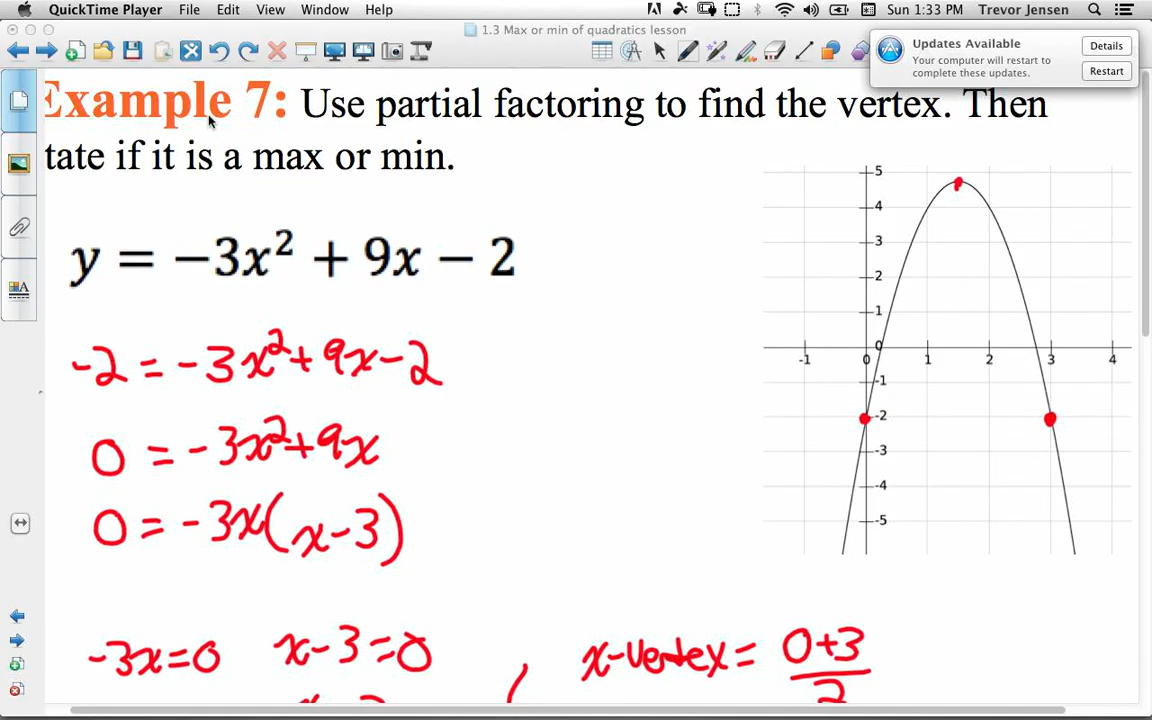 QuickTime Player File Edit View Window Help Sun 1:33 PM Trevor Jensen
1.3 Max or min of quadratics lesson
Updates Available
Your computer will restart to
complete these updates.
Details
Restart
Example 7: Use partial factoring to find the vertex. Then
tate if it is a max or min.
y = −3x² + 9x − 2
-2 = -3x²+9x-2
0 = -3x²+9x
0 = -3x(x-3)
-3x=0 x-3=0
x-vertex = 0+3
2
5
4
3
2
1
0
-1 0 1 2 3 4
-1
-2
-3
-4
-5